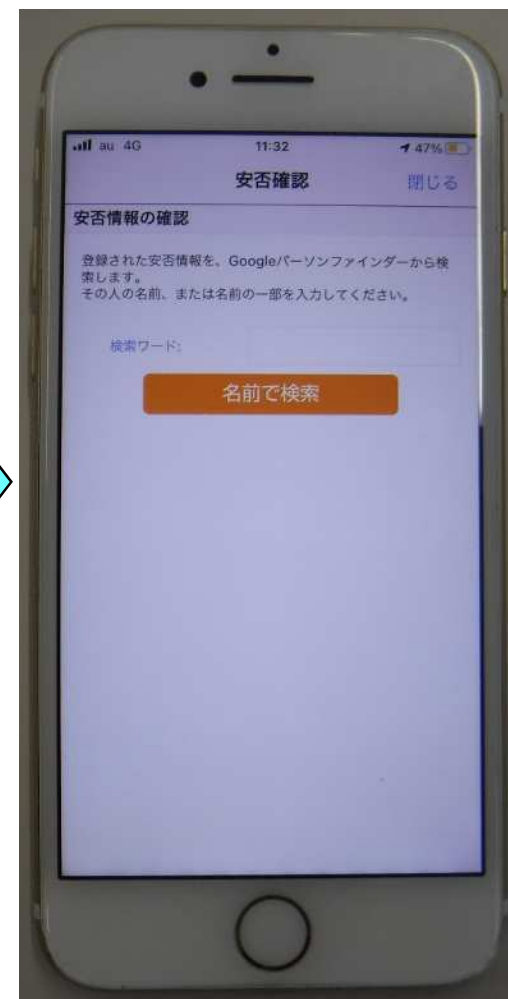 au 4G 11:32 47%
安否確認 閉じる
安否情報の確認
登録された安否情報を、Googleパーソンファインダーから検
索します。
その人の名前、または名前の一部を入力してください。
検索ワード:
名前で検索